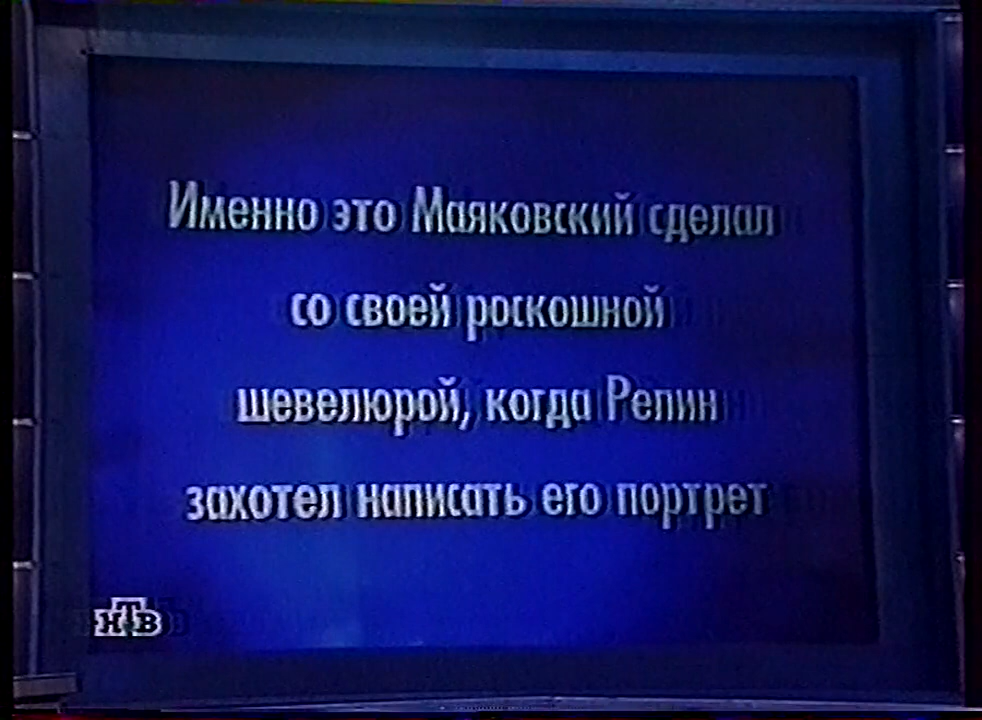 Именно это Маяковский сделал
со своей роскошной
шевелюрой, когда Репин
захотел написать его портрет
НТВ